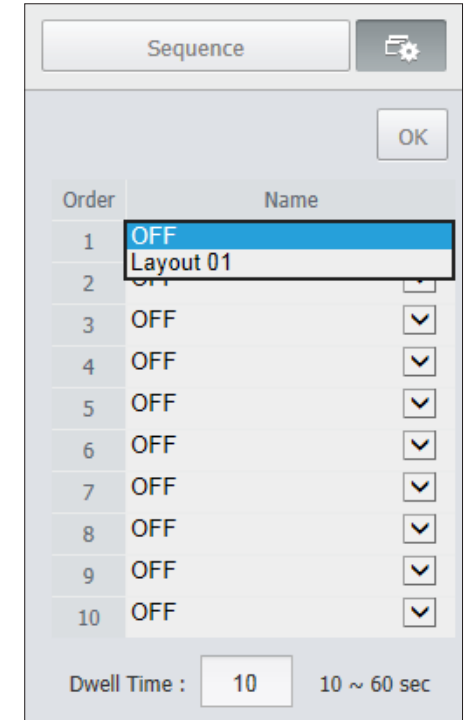 Sequence
OK
Order Name
1 OFF
Layout 01
2 OFF
3 OFF
4 OFF
5 OFF
6 OFF
7 OFF
8 OFF
9 OFF
10 OFF
Dwell Time : 10 10 ~ 60 sec